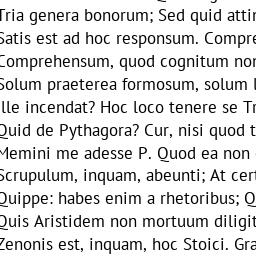 Tria genera bonorum; Sed quid attin
Satis est ad hoc responsum. Compre
Comprehensum, quod cognitum non
Solum praeterea formosum, solum l
Ille incendat? Hoc loco tenere se Tr
Quid de Pythagora? Cur, nisi quod t
Memini me adesse P. Quod ea non
Scrupulum, inquam, abeunti; At cert
Quippe: habes enim a rhetoribus; Q
Quis Aristidem non mortuum diligit
Zenonis est, inquam, hoc Stoici. Gra